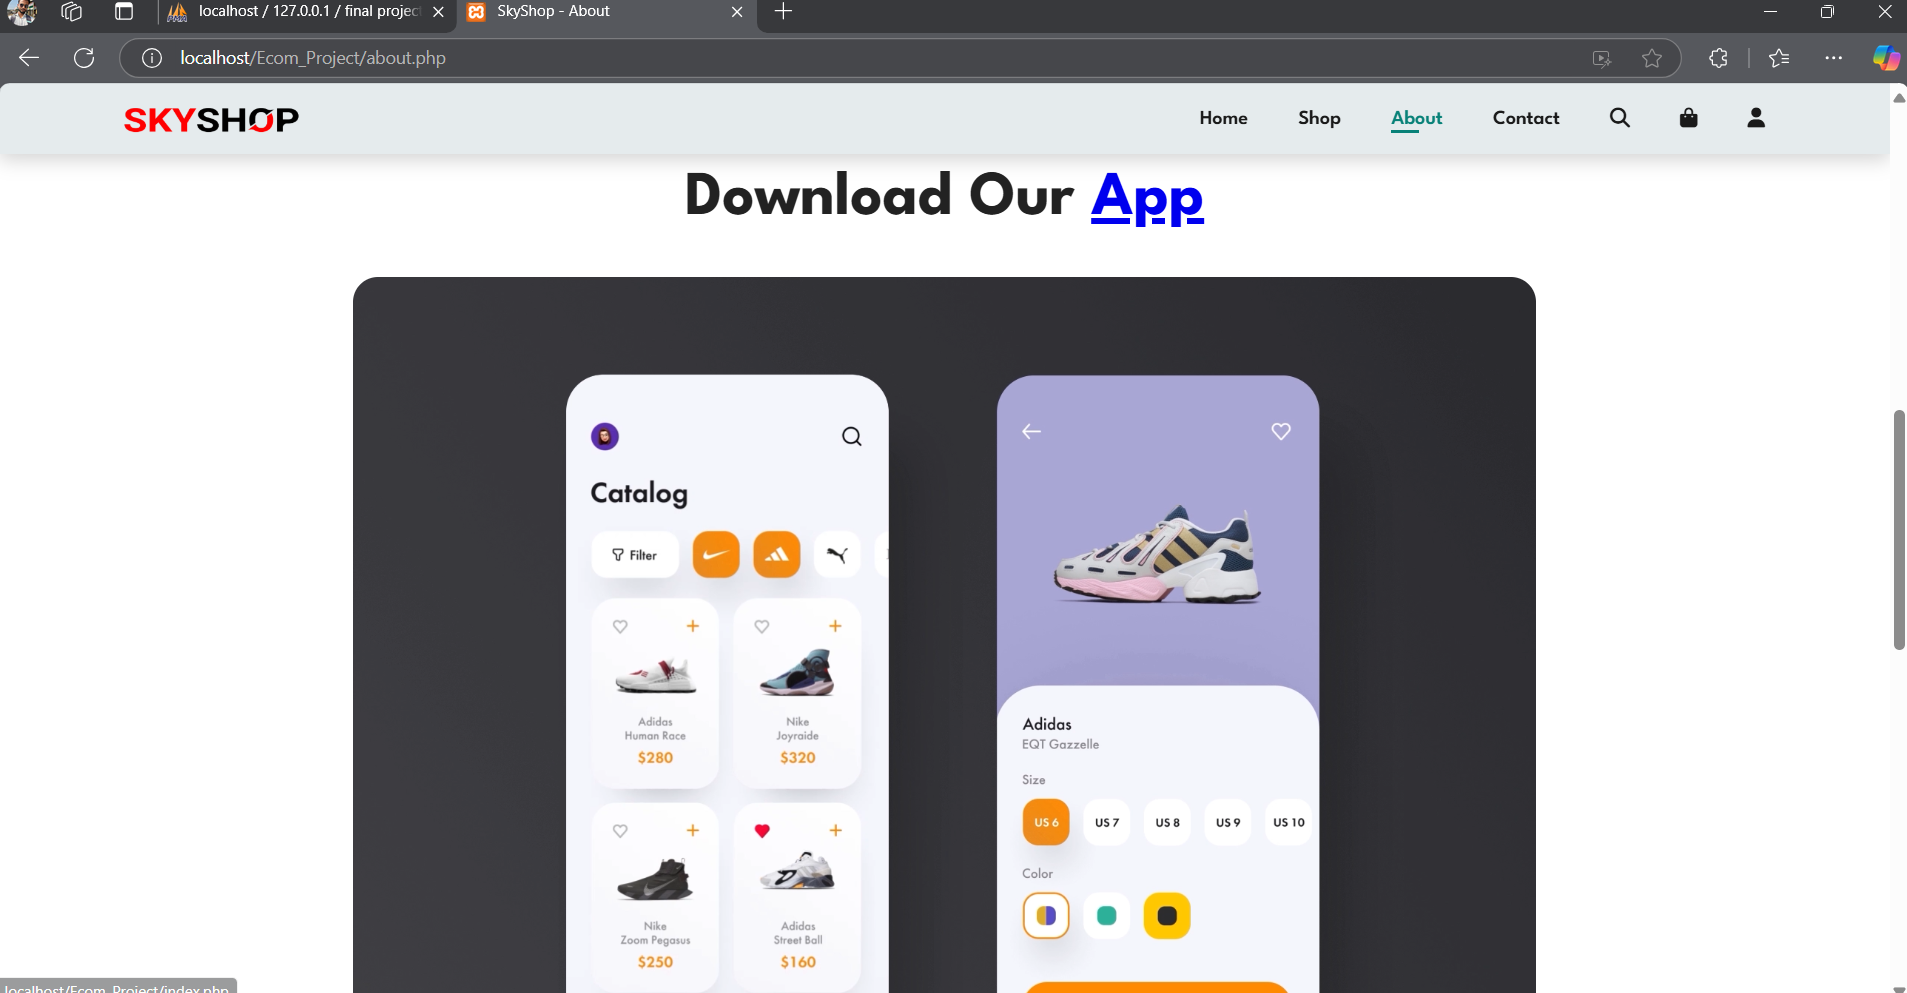 localhost / 127.0.0.1 / final project
SkyShop - About
localhost/Ecom_Project/about.php
SKYSHOP
Home
Shop
About
Contact
Download Our App
Catalog
Filter
Adidas
Human Race
$280
Nike
Joyraide
$320
Nike
Zoom Pegasus
$250
Adidas
Street Ball
$160
Adidas
EQT Gazzelle
Size
US 6
US 7
US 8
US 9
US 10
Color
localhost/Ecom_Project/index.php